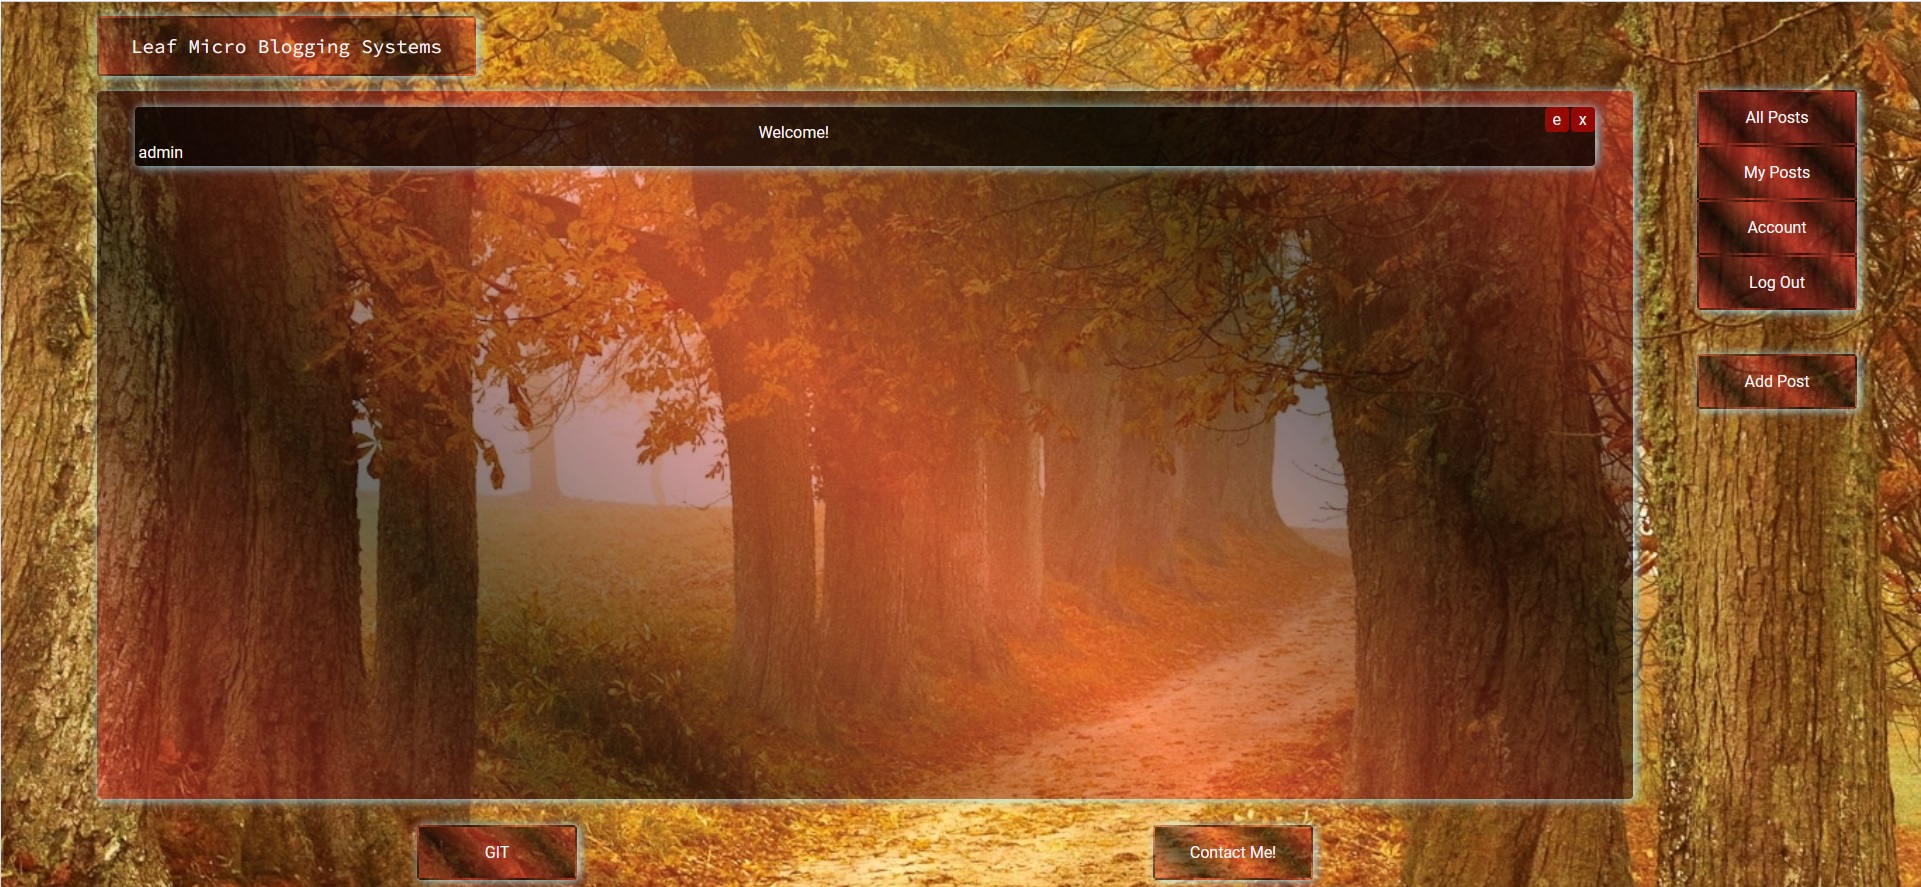 Leaf Micro Blogging Systems
Welcome!
e x
admin
All Posts
My Posts
Account
Log Out
Add Post
GIT
Contact Me!